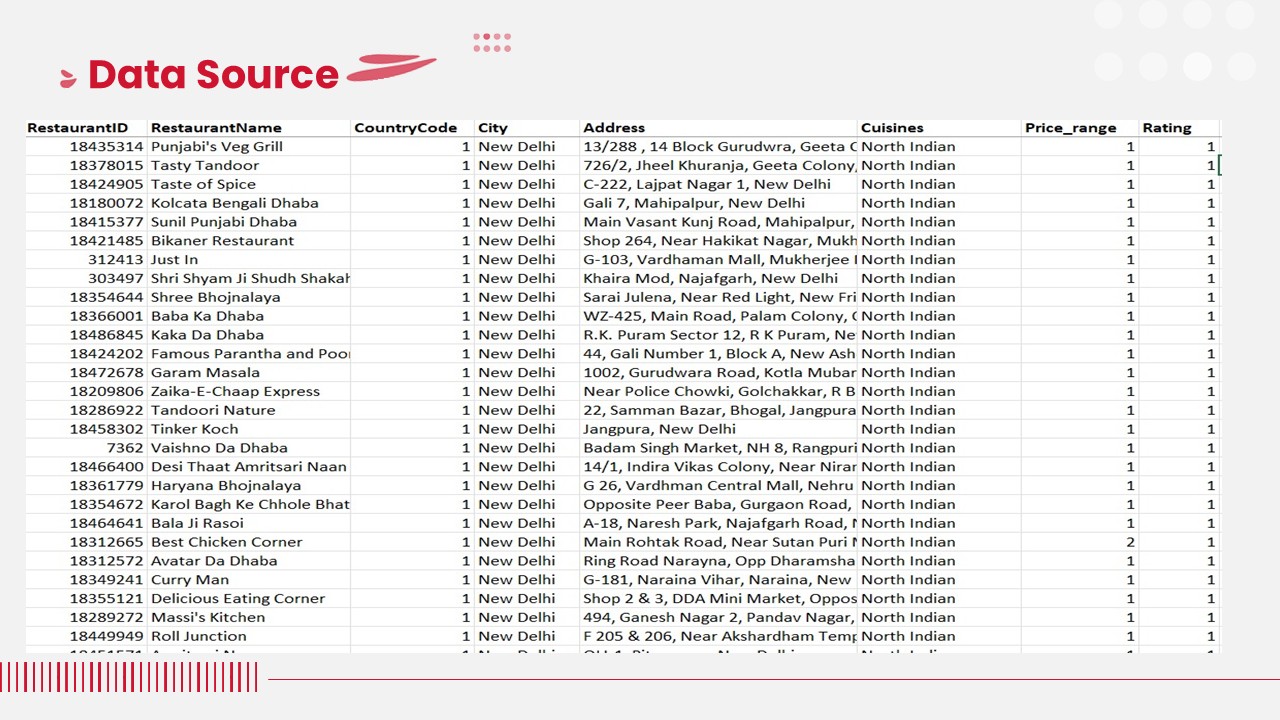 Data Source
RestaurantID RestaurantName CountryCode City Address Cuisines Price_range Rating
18435314 Punjabi's Veg Grill 1 New Delhi 13/288 , 14 Block Gurudwra, Geeta C North Indian 1 1
18378015 Tasty Tandoor 1 New Delhi 726/2, Jheel Khuranja, Geeta Colony, North Indian 1 1
18424905 Taste of Spice 1 New Delhi C-222, Lajpat Nagar 1, New Delhi North Indian 1 1
18180072 Kolcata Bengali Dhaba 1 New Delhi Gali 7, Mahipalpur, New Delhi North Indian 1 1
18415377 Sunil Punjabi Dhaba 1 New Delhi Main Vasant Kunj Road, Mahipalpur, North Indian 1 1
18421485 Bikaner Restaurant 1 New Delhi Shop 264, Near Hakikat Nagar, Mukh North Indian 1 1
312413 Just In 1 New Delhi G-103, Vardhaman Mall, Mukherjee North Indian 1 1
303497 Shri Shyam Ji Shudh Shakah 1 New Delhi Khaira Mod, Najafgarh, New Delhi North Indian 1 1
18354644 Shree Bhojnalaya 1 New Delhi Sarai Julena, Near Red Light, New Fri North Indian 1 1
18366001 Baba Ka Dhaba 1 New Delhi WZ-425, Main Road, Palam Colony, North Indian 1 1
18486845 Kaka Da Dhaba 1 New Delhi R.K. Puram Sector 12, R K Puram, Ne North Indian 1 1
18424202 Famous Parantha and Poor 1 New Delhi 44, Gali Number 1, Block A, New Ash North Indian 1 1
18472678 Garam Masala 1 New Delhi 1002, Gurudwara Road, Kotla Mubar North Indian 1 1
18209806 Zaika-E-Chaap Express 1 New Delhi Near Police Chowki, Golchakkar, R B North Indian 1 1
18286922 Tandoori Nature 1 New Delhi 22, Samman Bazar, Bhogal, Jangpura North Indian 1 1
18458302 Tinker Koch 1 New Delhi Jangpura, New Delhi North Indian 1 1
7362 Vaishno Da Dhaba 1 New Delhi Badam Singh Market, NH 8, Rangpuri North Indian 1 1
18466400 Desi Thaat Amritsari Naan 1 New Delhi 14/1, Indira Vikas Colony, Near Nirar North Indian 1 1
18361779 Haryana Bhojnalaya 1 New Delhi G 26, Vardhman Central Mall, Nehru North Indian 1 1
18354672 Karol Bagh Ke Chhole Bhat 1 New Delhi Opposite Peer Baba, Gurgaon Road, North Indian 1 1
18464641 Bala Ji Rasoi 1 New Delhi A-18, Naresh Park, Najafgarh Road, North Indian 1 1
18312665 Best Chicken Corner 1 New Delhi Main Rohtak Road, Near Sutan Puri North Indian 2 1
18312572 Avatar Da Dhaba 1 New Delhi Ring Road Narayna, Opp Dharamsha North Indian 1 1
18349241 Curry Man 1 New Delhi G-181, Naraina Vihar, Naraina, New North Indian 1 1
18355121 Delicious Eating Corner 1 New Delhi Shop 2 & 3, DDA Mini Market, Oppos North Indian 1 1
18289272 Massi's Kitchen 1 New Delhi 494, Ganesh Nagar 2, Pandav Nagar, North Indian 1 1
18449949 Roll Junction 1 New Delhi F 205 & 206, Near Akshardham Temp North Indian 1 1